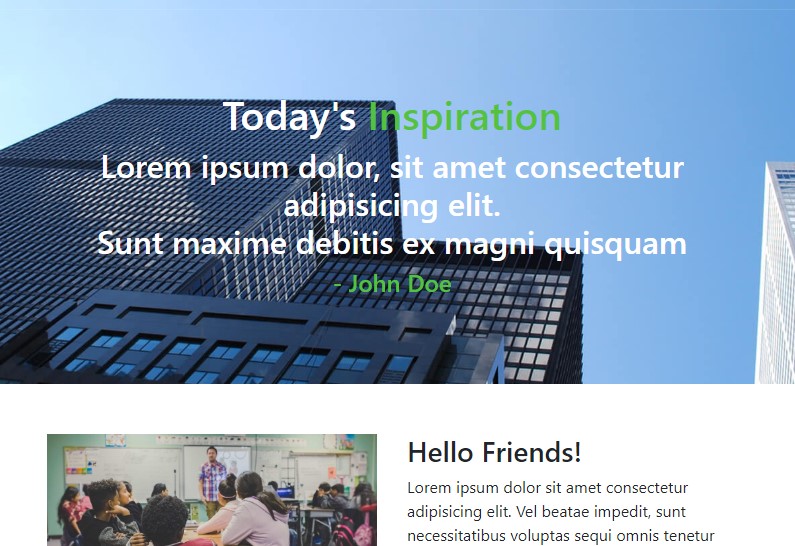 Today's Inspiration
Lorem ipsum dolor, sit amet consectetur
adipisicing elit.
Sunt maxime debitis ex magni quisquam
- John Doe
Hello Friends!
Lorem ipsum dolor sit amet consectetur
adipisicing elit. Vel beatae impedit, sunt
necessitatibus voluptas sequi omnis tenetur